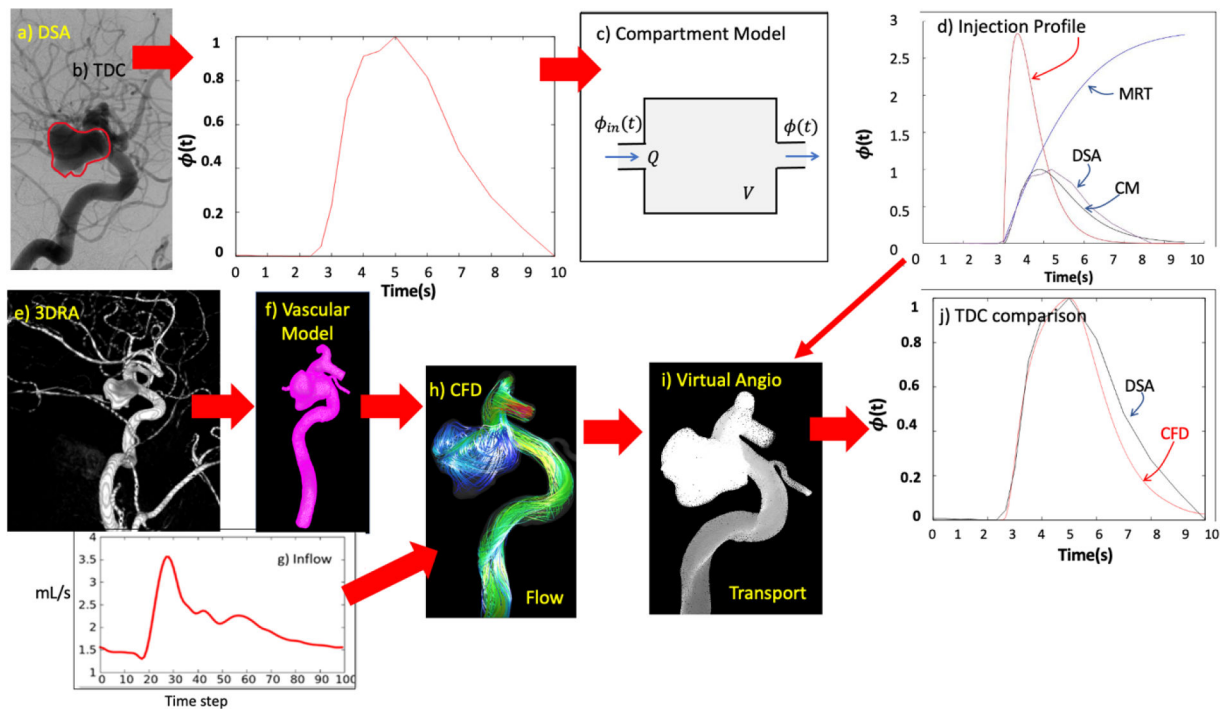 a) DSA
b) TDC
ϕ(t)
1
0.8
0.6
0.4
0.2
0
0 1 2 3 4 5 6 7 8 9 10
Time(s)
c) Compartment Model
ϕin(t)
Q
V
ϕ(t)
d) Injection Profile
ϕ(t)
3
2.5
2
1.5
1
0.5
0
MRT
DSA
CM
0 1 2 3 4 5 6 7 8 9 10
Time(s)
e) 3DRA
f) Vascular
Model
g) Inflow
mL/s
4
3.5
3
2.5
2
1.5
1
0 10 20 30 40 50 60 70 80 90 100
Time step
h) CFD
Flow
i) Virtual Angio
Transport
j) TDC comparison
ϕ(t)
1
0.8
0.6
0.4
0.2
0
DSA
CFD
0 1 2 3 4 5 6 7 8 9 10
Time(s)